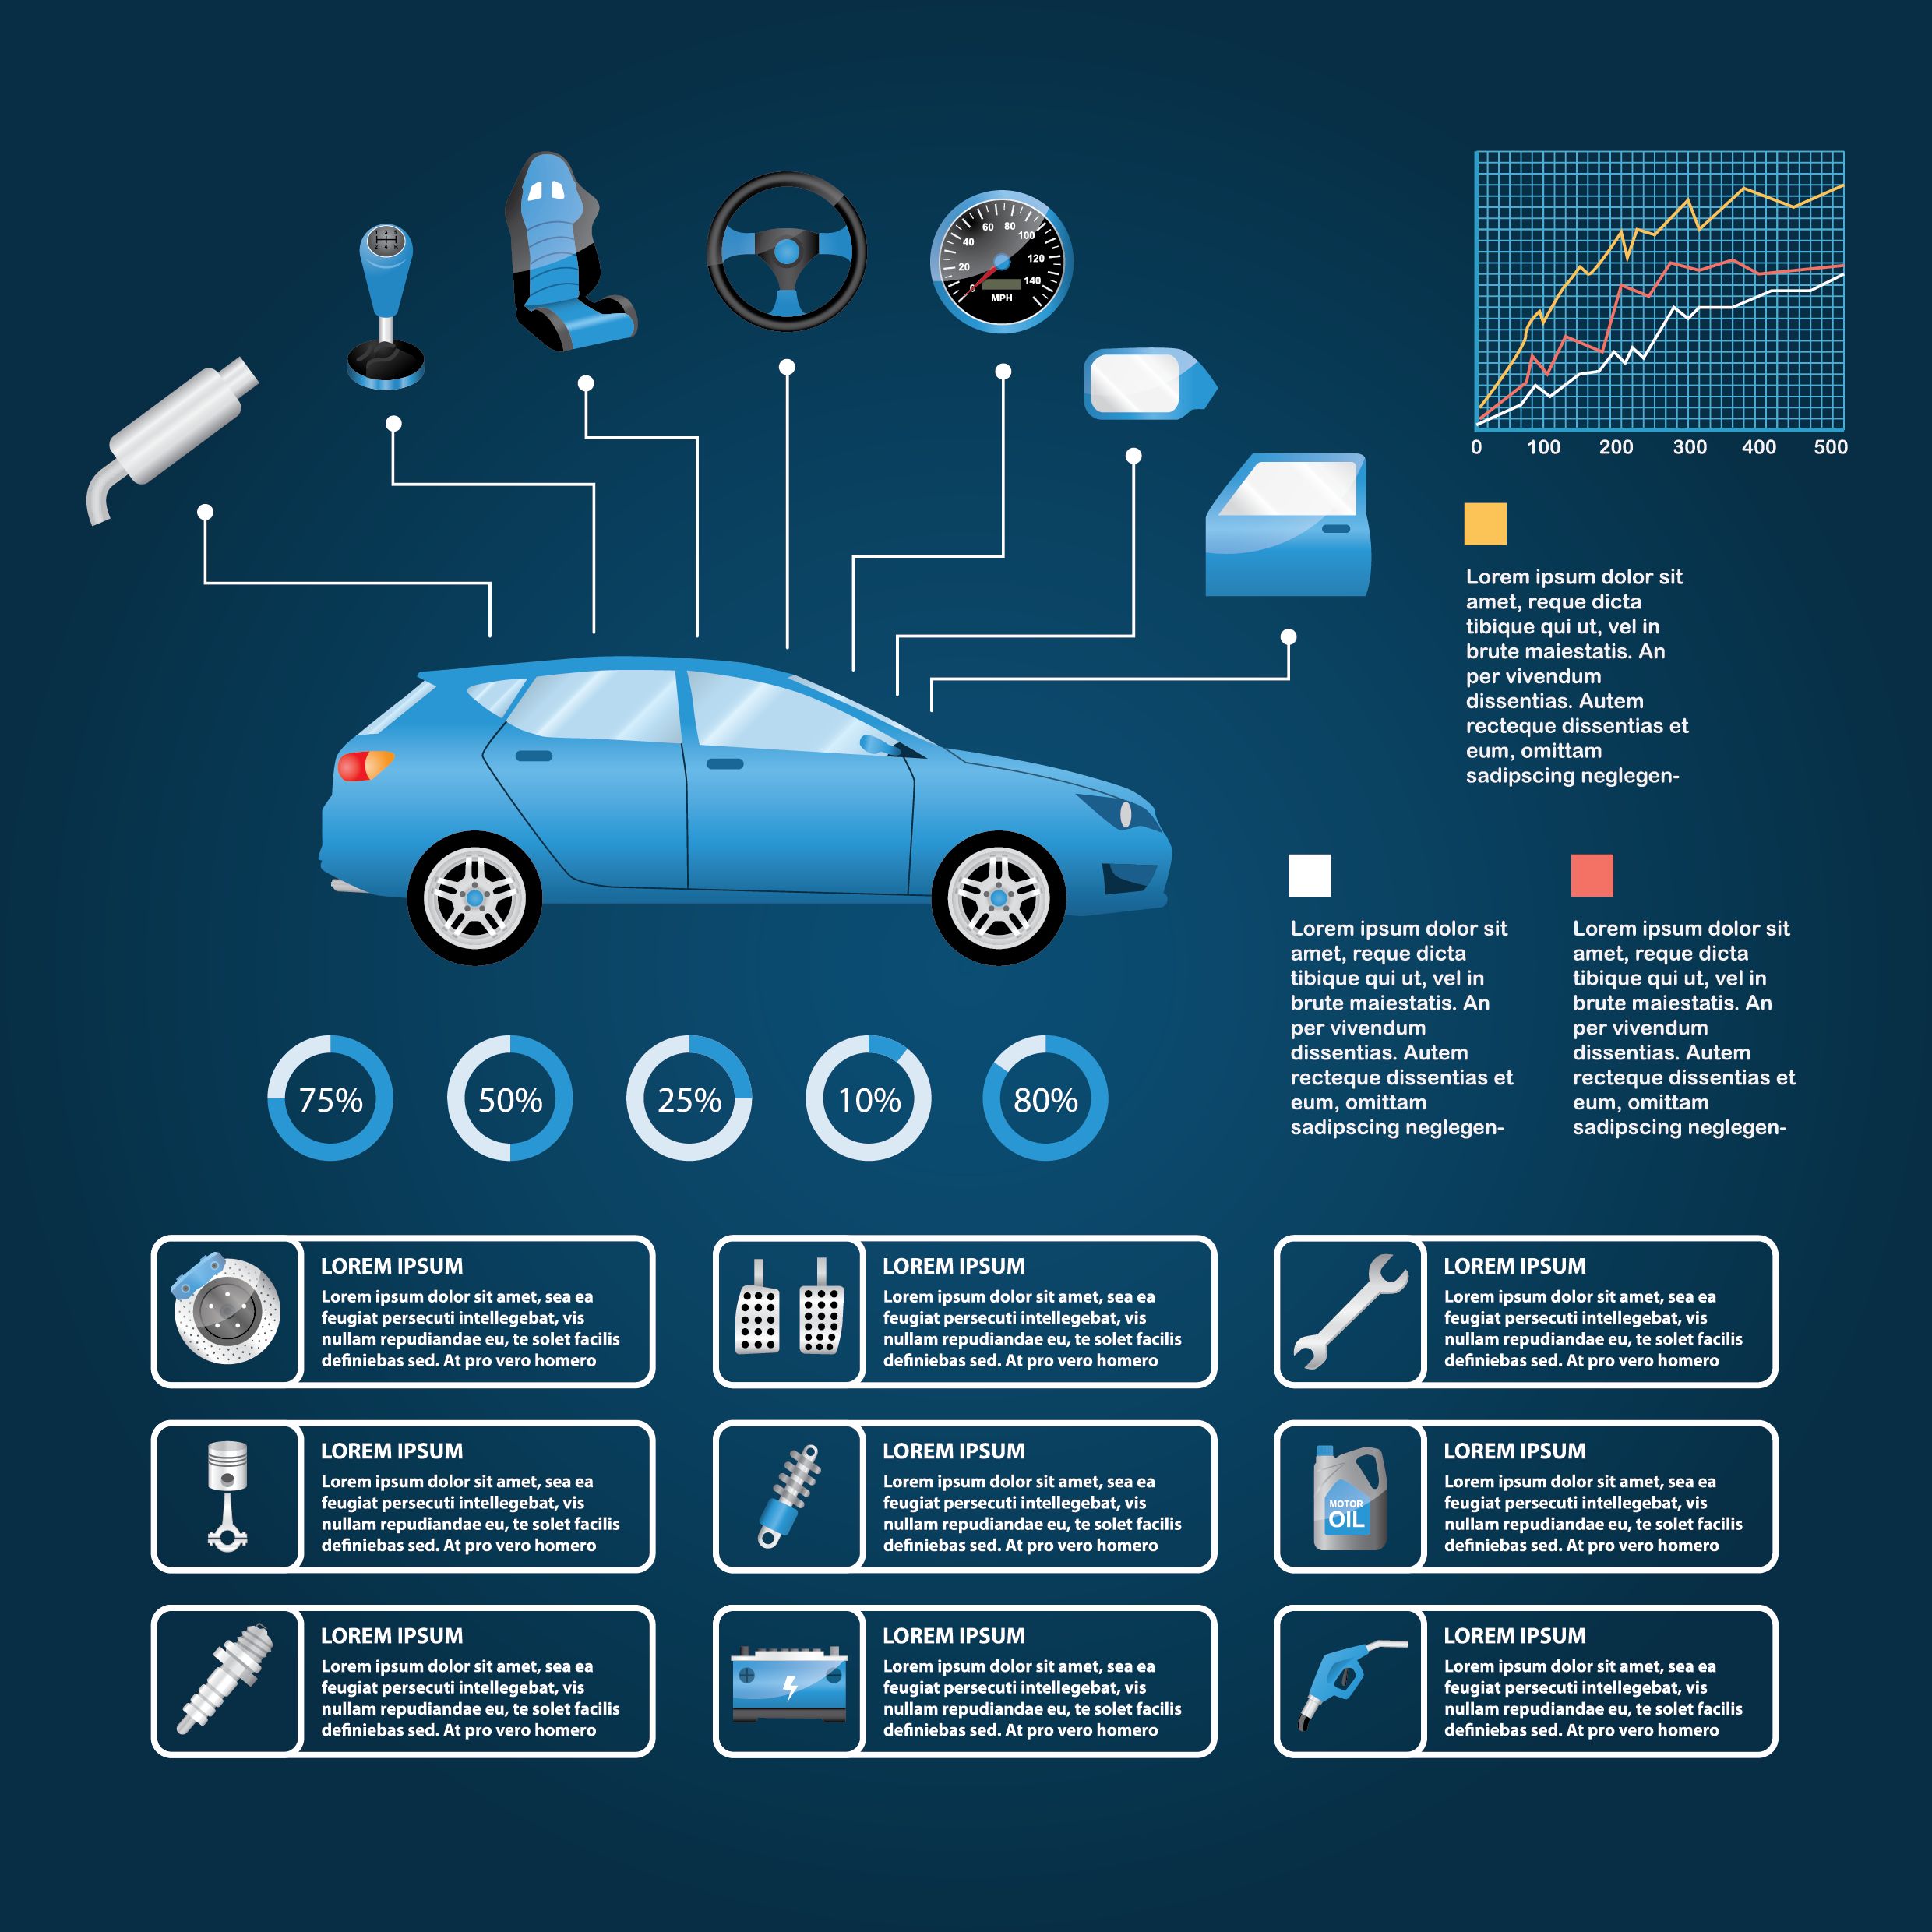 1 3 5
2 4 R
0
20
40
60
80
100
120
140
MPH
0 100 200 300 400 500
Lorem ipsum dolor sit
amet, reque dicta
tibique qui ut, vel in
brute maiestatis. An
per vivendum
dissentias. Autem
recteque dissentias et
eum, omittam
sadipscing neglegen-
Lorem ipsum dolor sit
amet, reque dicta
tibique qui ut, vel in
brute maiestatis. An
per vivendum
dissentias. Autem
recteque dissentias et
eum, omittam
sadipscing neglegen-
Lorem ipsum dolor sit
amet, reque dicta
tibique qui ut, vel in
brute maiestatis. An
per vivendum
dissentias. Autem
recteque dissentias et
eum, omittam
sadipscing neglegen-
75% 50% 25% 10% 80%
LOREM IPSUM
Lorem ipsum dolor sit amet, sea ea
feugiat persecuti intellegebat, vis
nullam repudiandae eu, te solet facilis
definiebas sed. At pro vero homero
LOREM IPSUM
Lorem ipsum dolor sit amet, sea ea
feugiat persecuti intellegebat, vis
nullam repudiandae eu, te solet facilis
definiebas sed. At pro vero homero
LOREM IPSUM
Lorem ipsum dolor sit amet, sea ea
feugiat persecuti intellegebat, vis
nullam repudiandae eu, te solet facilis
definiebas sed. At pro vero homero
LOREM IPSUM
Lorem ipsum dolor sit amet, sea ea
feugiat persecuti intellegebat, vis
nullam repudiandae eu, te solet facilis
definiebas sed. At pro vero homero
LOREM IPSUM
Lorem ipsum dolor sit amet, sea ea
feugiat persecuti intellegebat, vis
nullam repudiandae eu, te solet facilis
definiebas sed. At pro vero homero
MOTOR
OIL
LOREM IPSUM
Lorem ipsum dolor sit amet, sea ea
feugiat persecuti intellegebat, vis
nullam repudiandae eu, te solet facilis
definiebas sed. At pro vero homero
LOREM IPSUM
Lorem ipsum dolor sit amet, sea ea
feugiat persecuti intellegebat, vis
nullam repudiandae eu, te solet facilis
definiebas sed. At pro vero homero
LOREM IPSUM
Lorem ipsum dolor sit amet, sea ea
feugiat persecuti intellegebat, vis
nullam repudiandae eu, te solet facilis
definiebas sed. At pro vero homero
LOREM IPSUM
Lorem ipsum dolor sit amet, sea ea
feugiat persecuti intellegebat, vis
nullam repudiandae eu, te solet facilis
definiebas sed. At pro vero homero